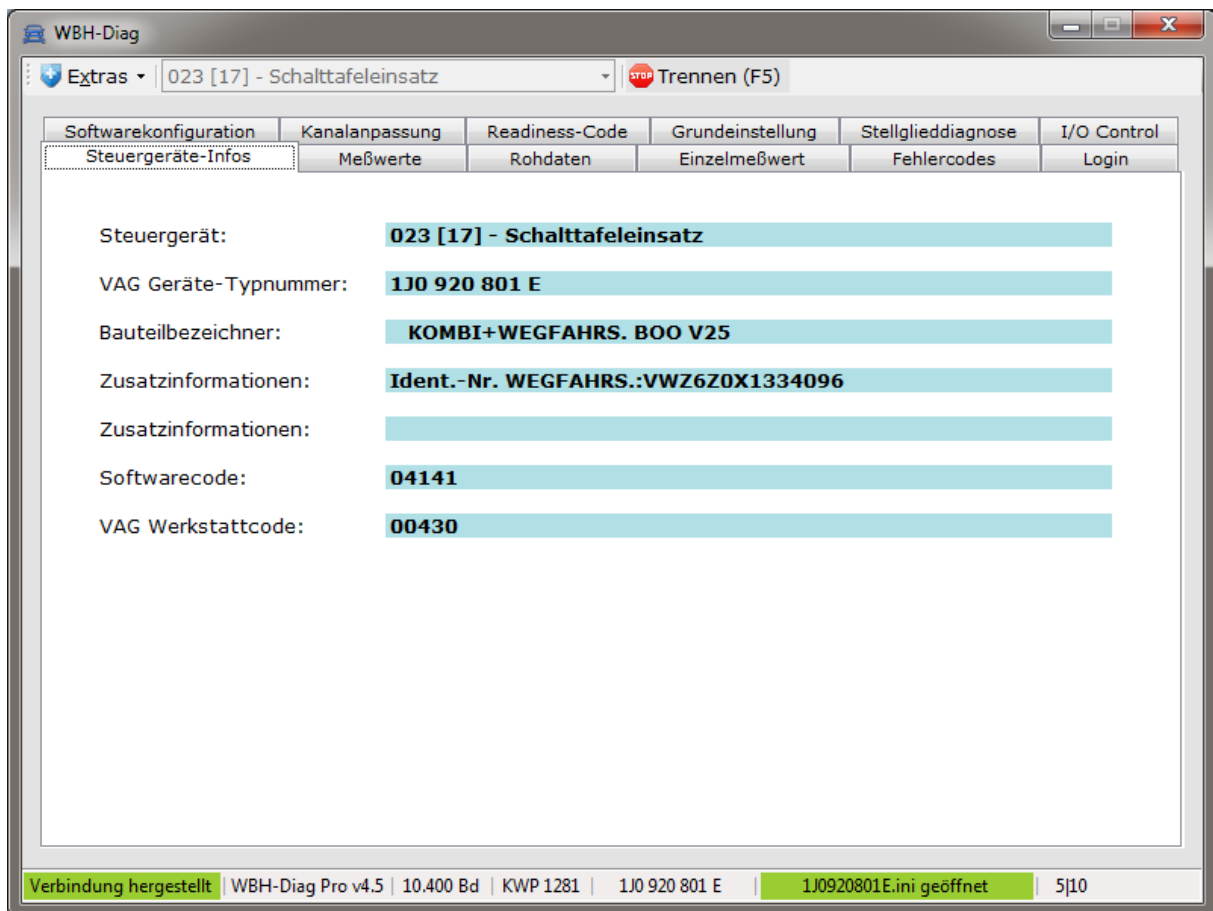 WBH-Diag
Extras 023 [17] - Schalttafeleinsatz STOP Trennen (F5)
Softwarekonfiguration Kanalanpassung Readiness-Code Grundeinstellung Stellglieddiagnose I/O Control
Steuergeräte-Infos Meßwerte Rohdaten Einzelmeßwert Fehlercodes Login
Steuergerät: 023 [17] - Schalttafeleinsatz
VAG Geräte-Typnummer: 1J0 920 801 E
Bauteilbezeichner: KOMBI+WEGFAHRS. BOO V25
Zusatzinformationen: Ident.-Nr. WEGFAHRS.:VWZ6Z0X1334096
Zusatzinformationen:
Softwarecode: 04141
VAG Werkstattcode: 00430
Verbindung hergestellt WBH-Diag Pro v4.5 10.400 Bd KWP 1281 1J0 920 801 E 1J0920801E.ini geöffnet 5|10